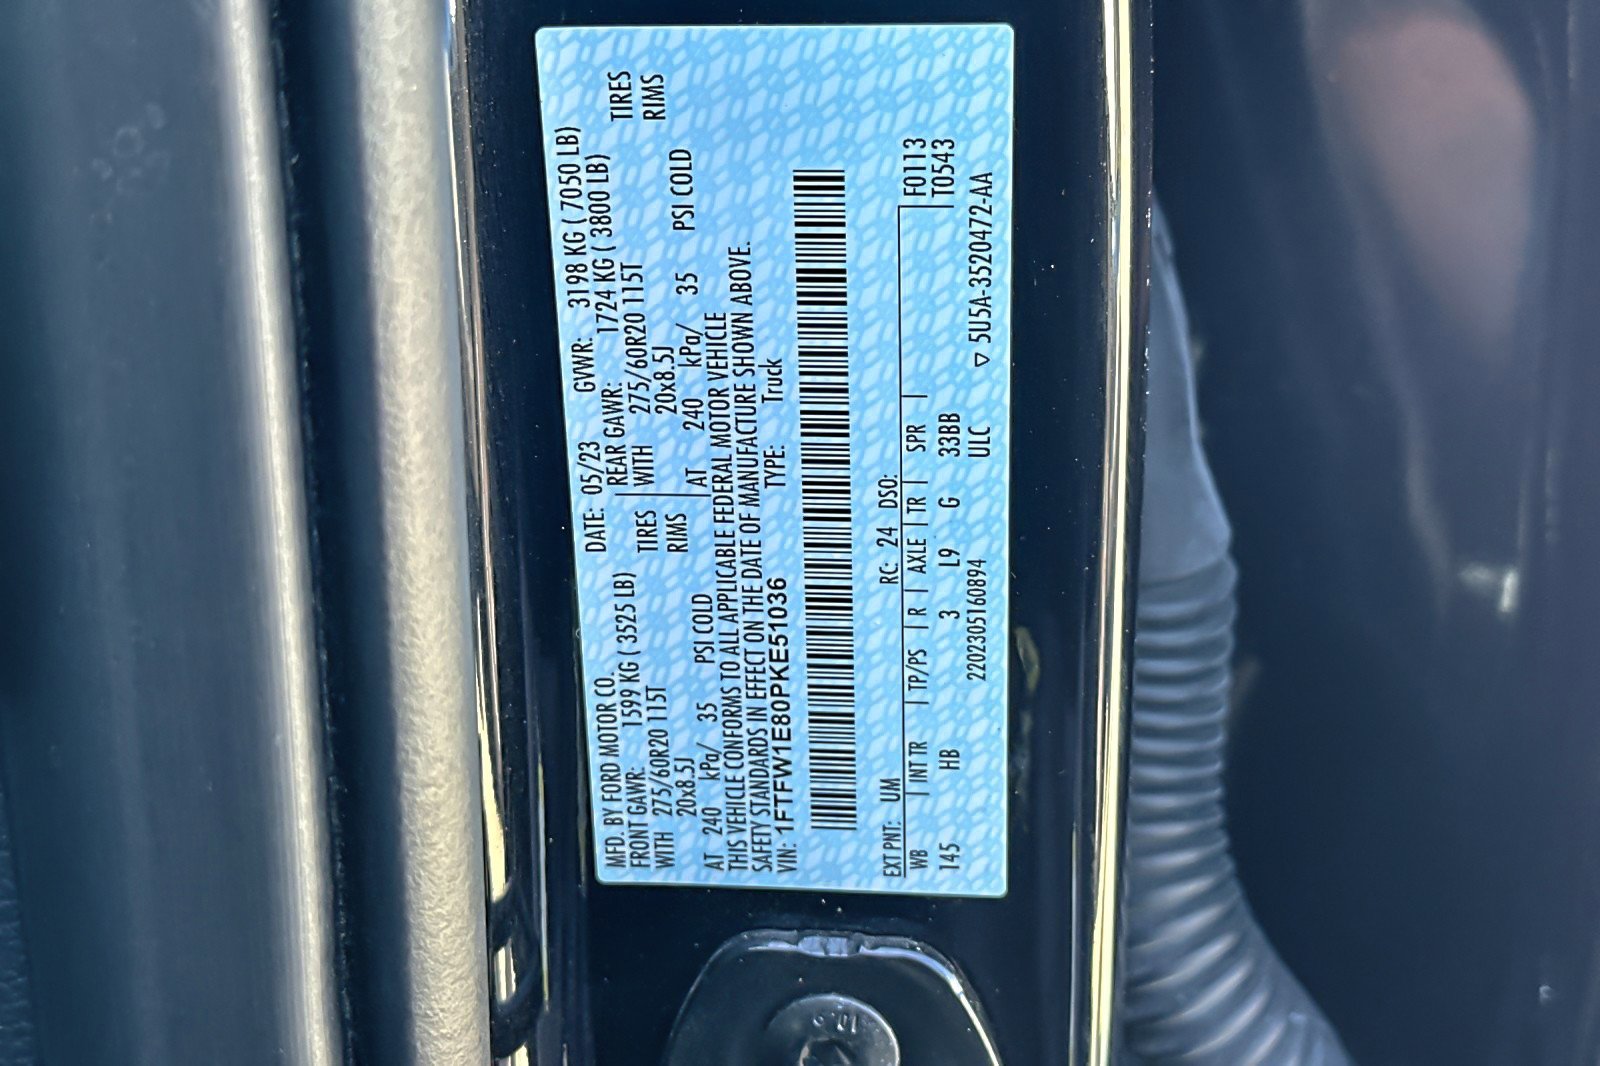 MFD. BY FORD MOTOR CO. DATE: 05/23 GVWR: 3198 KG ( 7050 LB)
FRONT GAWR: 1599 KG ( 3525 LB) REAR GAWR: 1724 KG ( 3800 LB)
WITH 275/60R20 115T TIRES WITH 275/60R20 115T TIRES
20x8.5J RIMS 20x8.5J RIMS
AT 240 kPa/ 35 PSI COLD AT 240 kPa/ 35 PSI COLD
THIS VEHICLE CONFORMS TO ALL APPLICABLE FEDERAL MOTOR VEHICLE
SAFETY STANDARDS IN EFFECT ON THE DATE OF MANUFACTURE SHOWN ABOVE.
VIN: 1FTFW1E80PKE51036 TYPE: Truck
EXT PNT: UM RC: 24 DSO: F0113
WB | INT TR | TP/PS | R | AXLE | TR | SPR | T0543
145 HB 3 L9 G 33BB
2202305160894 ULC ▽ 5U5A-3520472-AA
10.9